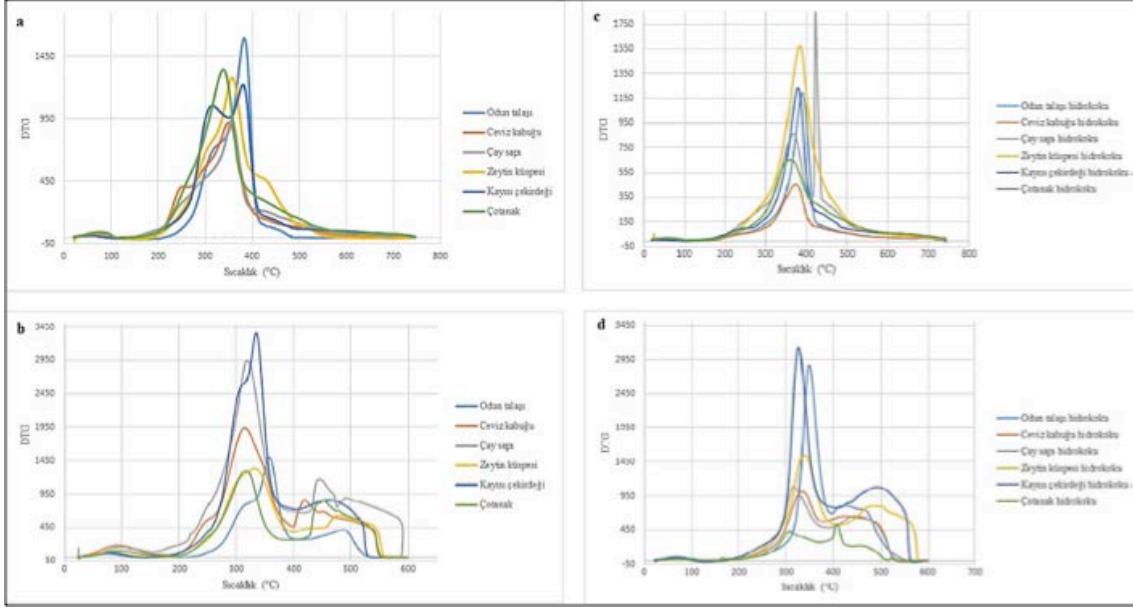 a
1450
950
450
-50
DTG
0 100 200 300 400 500 600 700 800
Sıcaklık (°C)
Odun talaşı
Ceviz kabuğu
Çay sapı
Zeytin küspesi
Kayısı çekirdeği
Çotanak
c
1750
1550
1350
1150
950
750
550
350
150
-50
DTG
0 100 200 300 400 500 600 700 800
Sıcaklık (°C)
Odun talaşı hidrokoku
Ceviz kabuğu hidrokoku
Çay sapı hidrokoku
Zeytin küspesi hidrokoku
Kayısı çekirdeği hidrokoku
Çotanak hidrokoku
b
3450
2950
2450
1950
1450
950
450
DTG
0 100 200 300 400 500 600
Sıcaklık (°C)
Odun talaşı
Ceviz kabuğu
Çay sapı
Zeytin küspesi
Kayısı çekirdeği
Çotanak
d
3450
2950
2450
1950
1450
950
450
-50
0 100 200 300 400 500 600 700
Sıcaklık (°C)
Odun talaşı hidrokoku
Ceviz kabuğu hidrokoku
Çay sapı hidrokoku
Zeytin küspesi hidrokoku
Kayısı çekirdeği hidrokoku
Çotanak hidrokoku